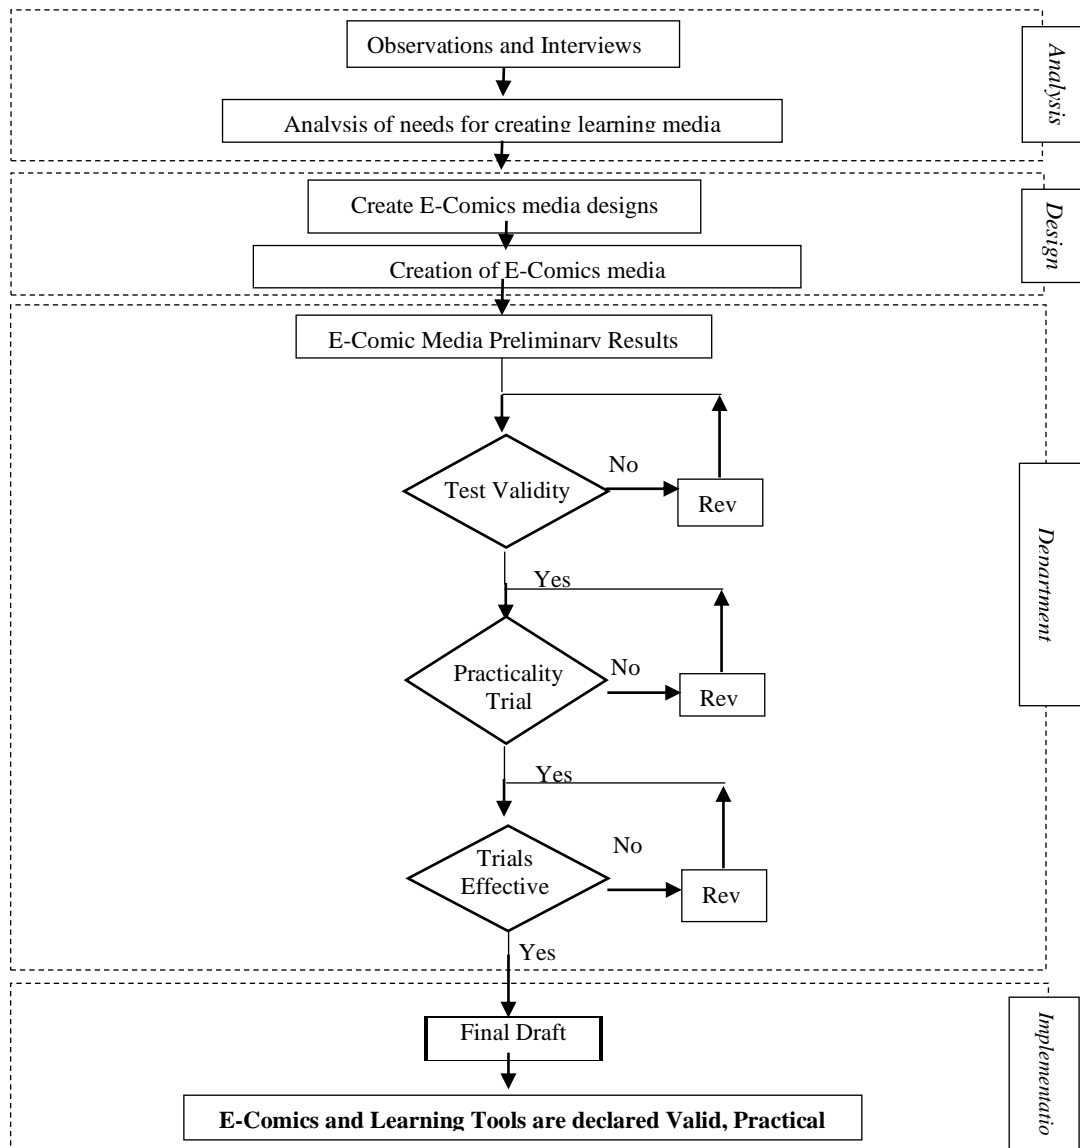 Observations and Interviews
Analysis of needs for creating learning media
Analysis
Create E-Comics media designs
Creation of E-Comics media
Design
E-Comic Media Preliminary Results
Test Validity
No
Rev
Yes
Practicality
Trial
No
Rev
Yes
Trials
Effective
No
Rev
Yes
Department
Final Draft
E-Comics and Learning Tools are declared Valid, Practical
Implementatio